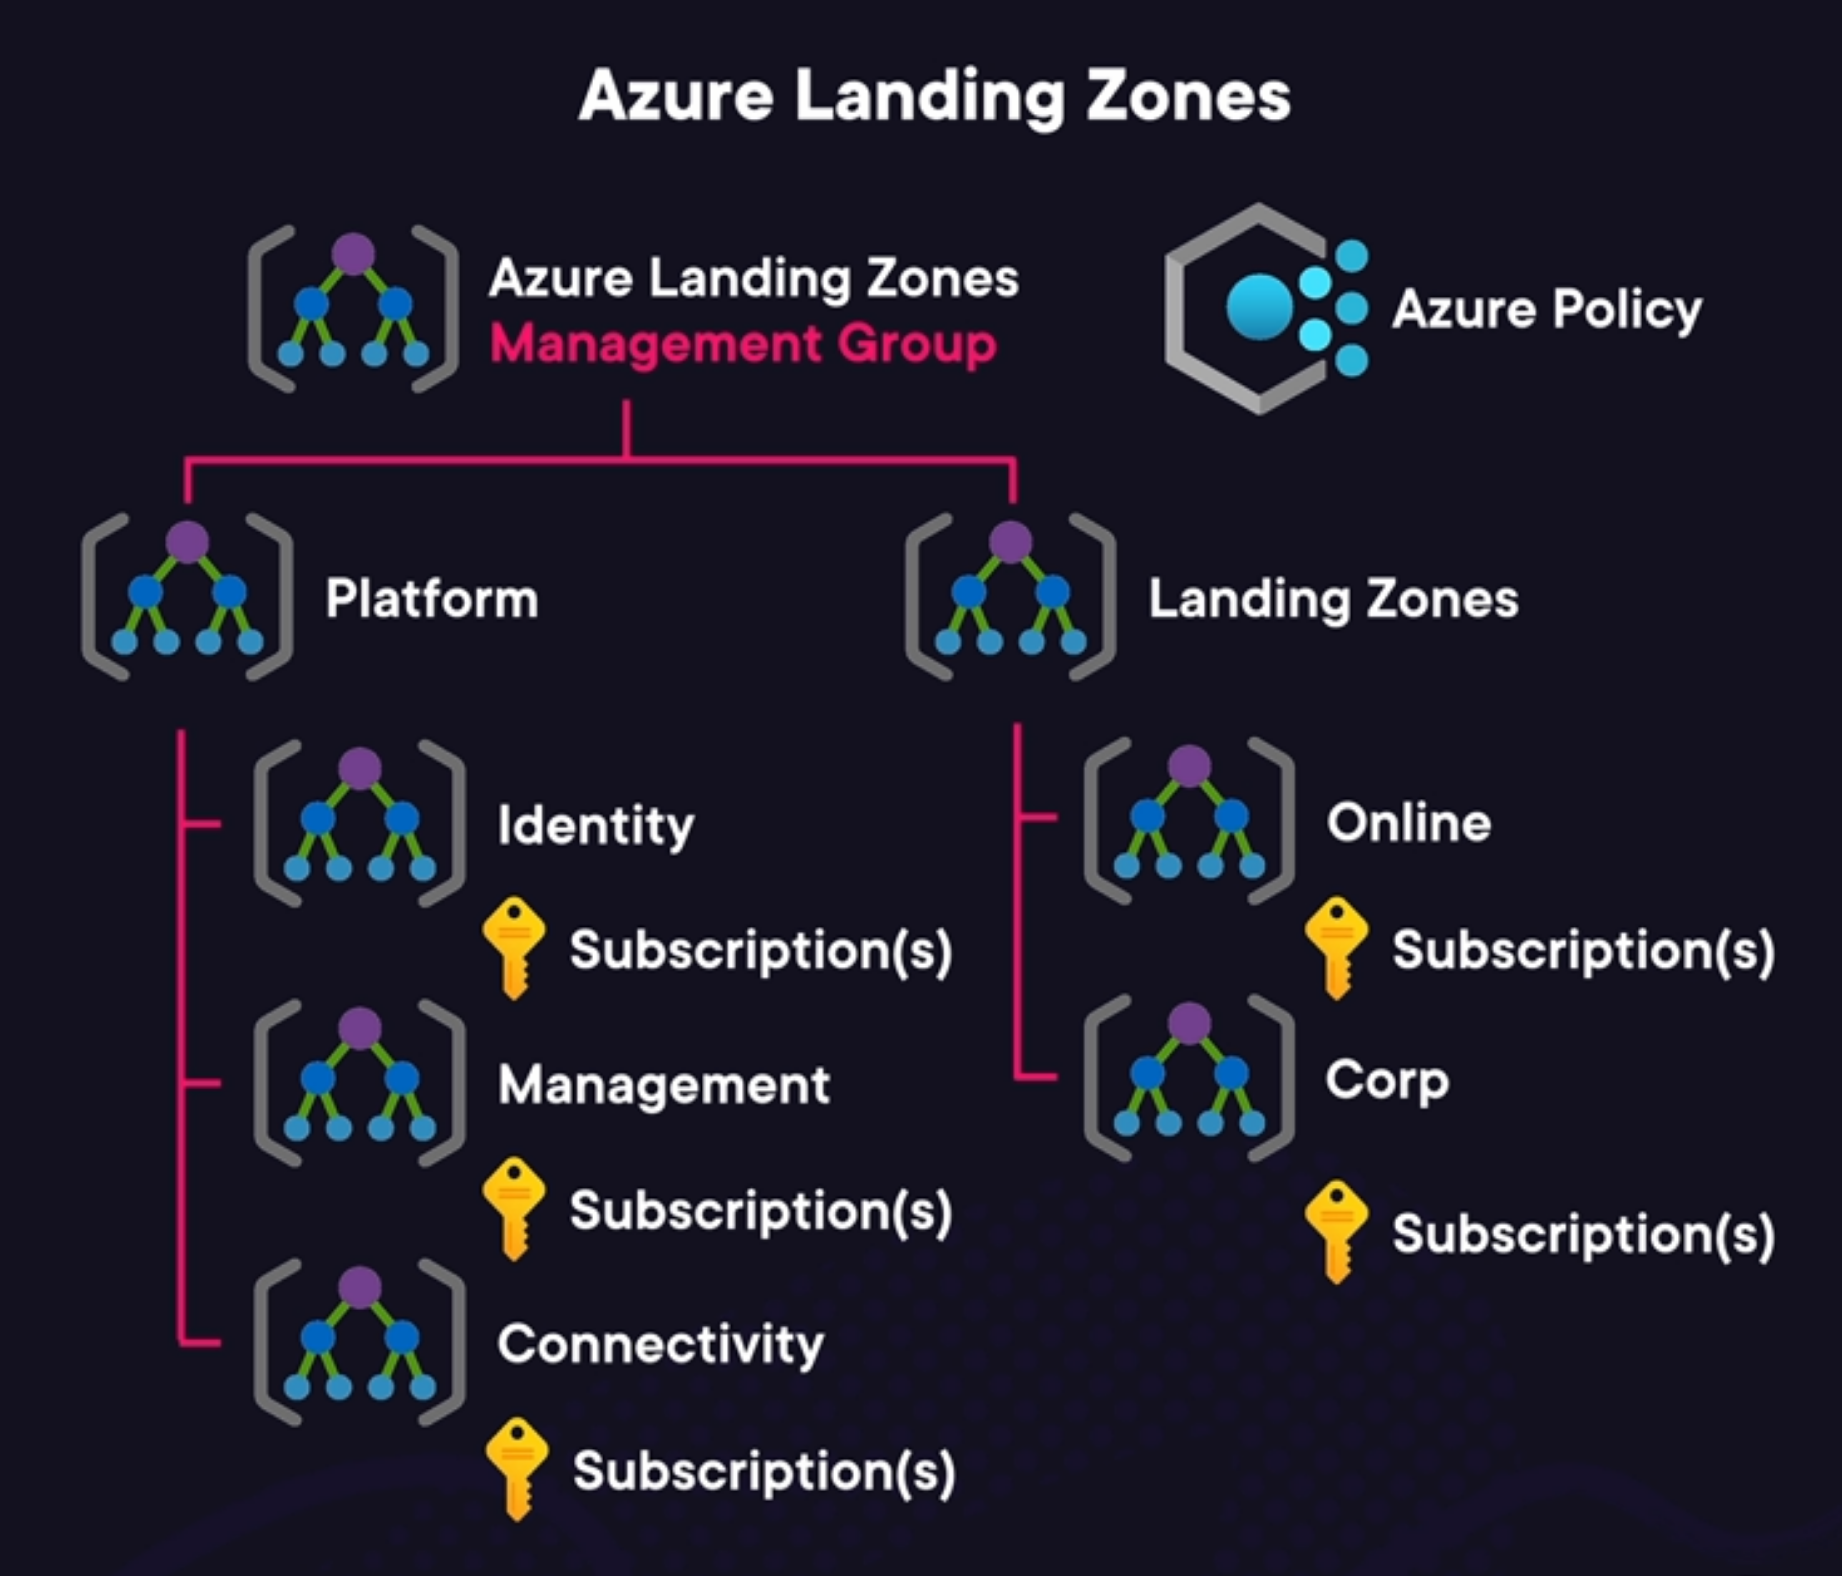 Azure Landing Zones
Azure Landing Zones
Management Group
Azure Policy
Platform
Landing Zones
Identity
Subscription(s)
Management
Subscription(s)
Connectivity
Subscription(s)
Online
Subscription(s)
Corp
Subscription(s)